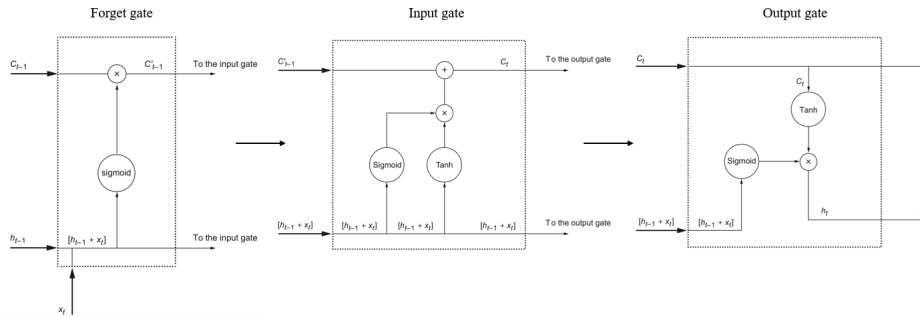 Forget gate
C_{t–1}
×
C'_{t–1}
To the input gate
sigmoid
h_{t–1}
[h_{t–1} + x_t]
To the input gate
x_t
Input gate
C'_{t–1}
+
C_t
To the output gate
×
Sigmoid
Tanh
[h_{t–1} + x_t]
[h_{t–1} + x_t]
[h_{t–1} + x_t]
[h_{t–1} + x_t]
To the output gate
Output gate
C_t
C_t
Tanh
Sigmoid
×
[h_{t–1} + x_t]
[h_{t–1} + x_t]
h_t